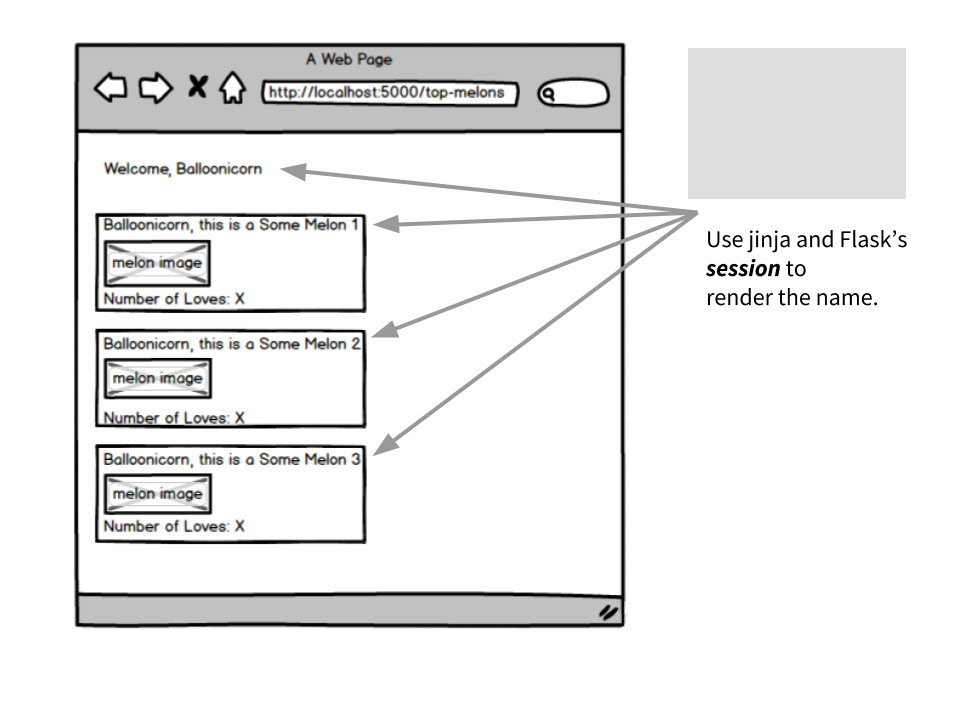 A Web Page
http://localhost:5000/top-melons
Welcome, Balloonicorn
Balloonicorn, this is a Some Melon 1
melon image
Number of Loves: X
Balloonicorn, this is a Some Melon 2
melon image
Number of Loves: X
Balloonicorn, this is a Some Melon 3
melon image
Number of Loves: X
Use jinja and Flask’s
session to
render the name.